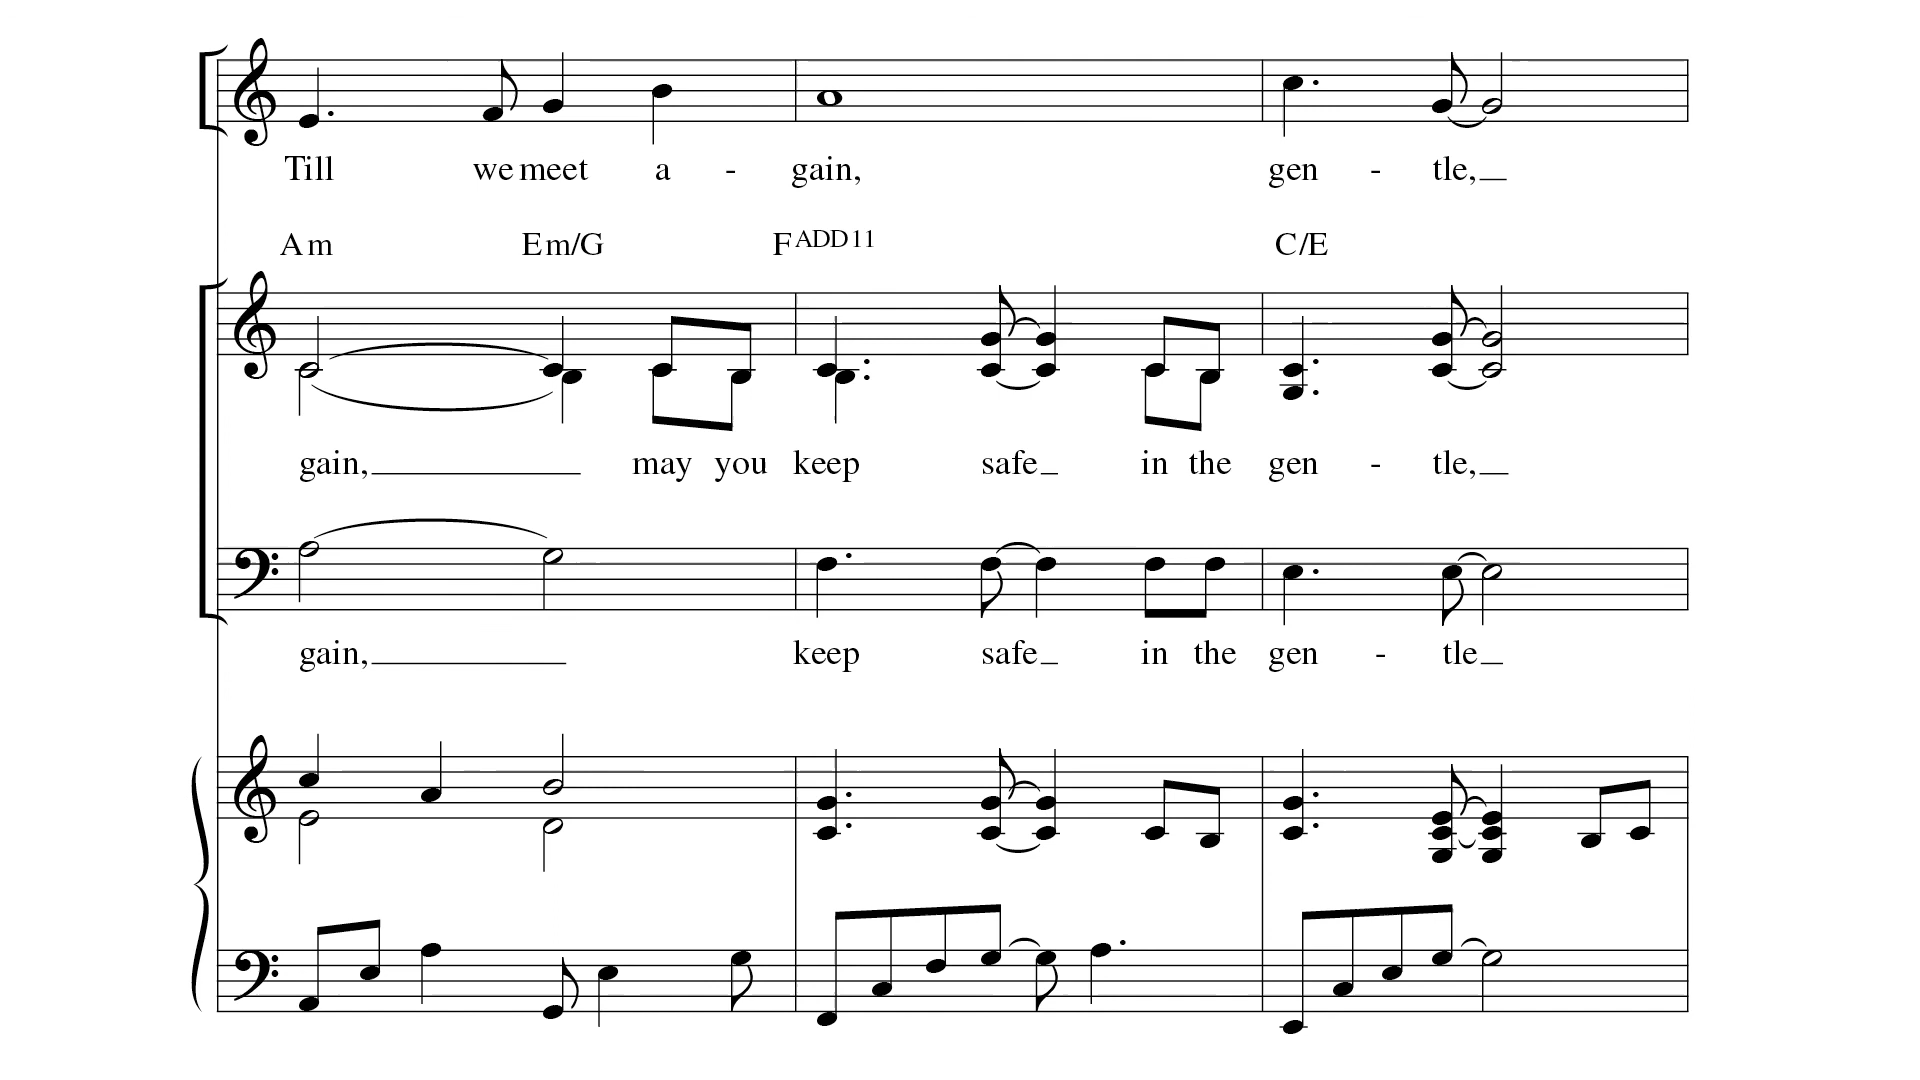 Till we meet a - gain, gen - tle,
Am Em/G FADD11 C/E
gain, may you keep safe in the gen - tle,
gain, keep safe in the gen - tle